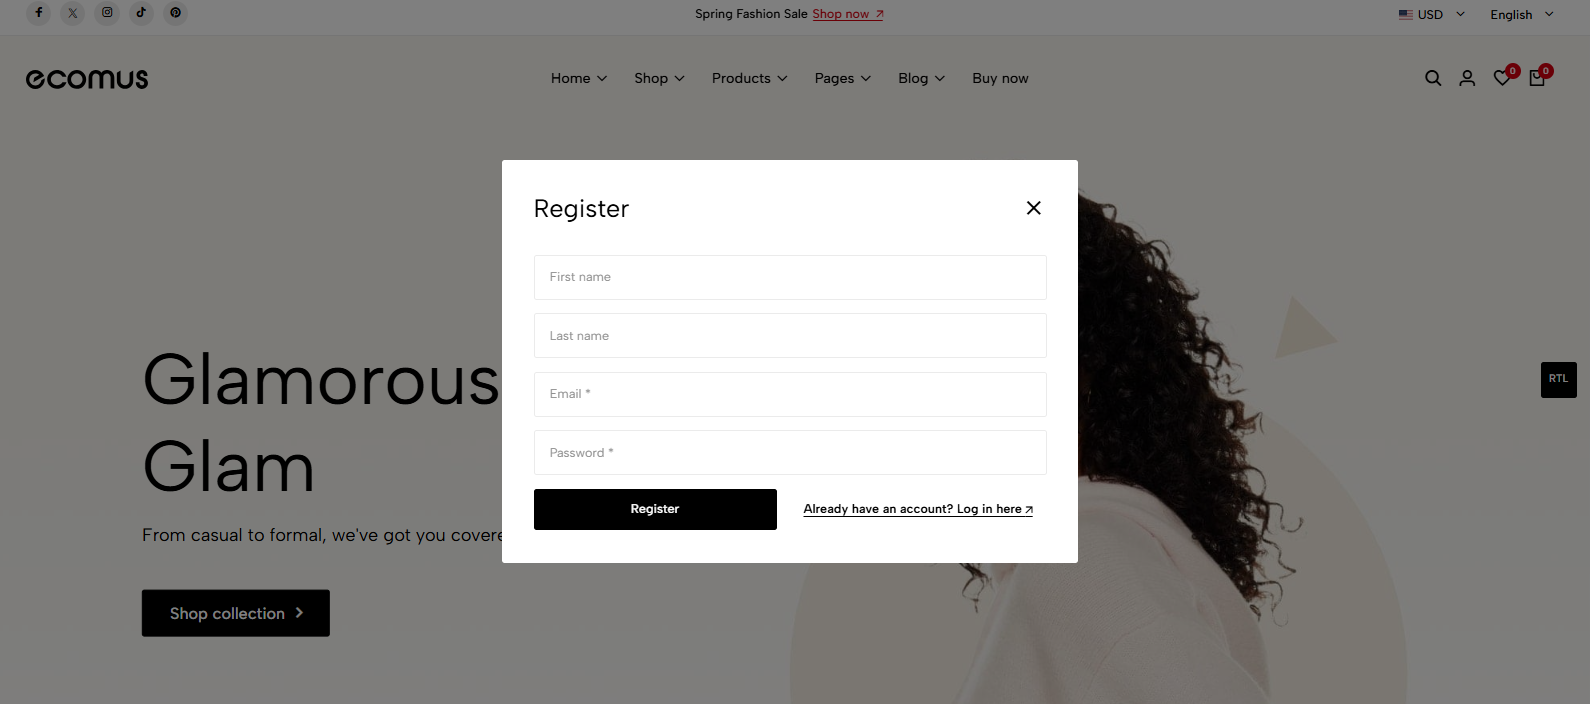 Spring Fashion Sale Shop now
USD
English
ecomus
Home
Shop
Products
Pages
Blog
Buy now
0
0
Register
First name
Last name
Email *
Password *
Register
Already have an account? Log in here
Glamorous
Glam
From casual to formal, we've got you covere
Shop collection
RTL